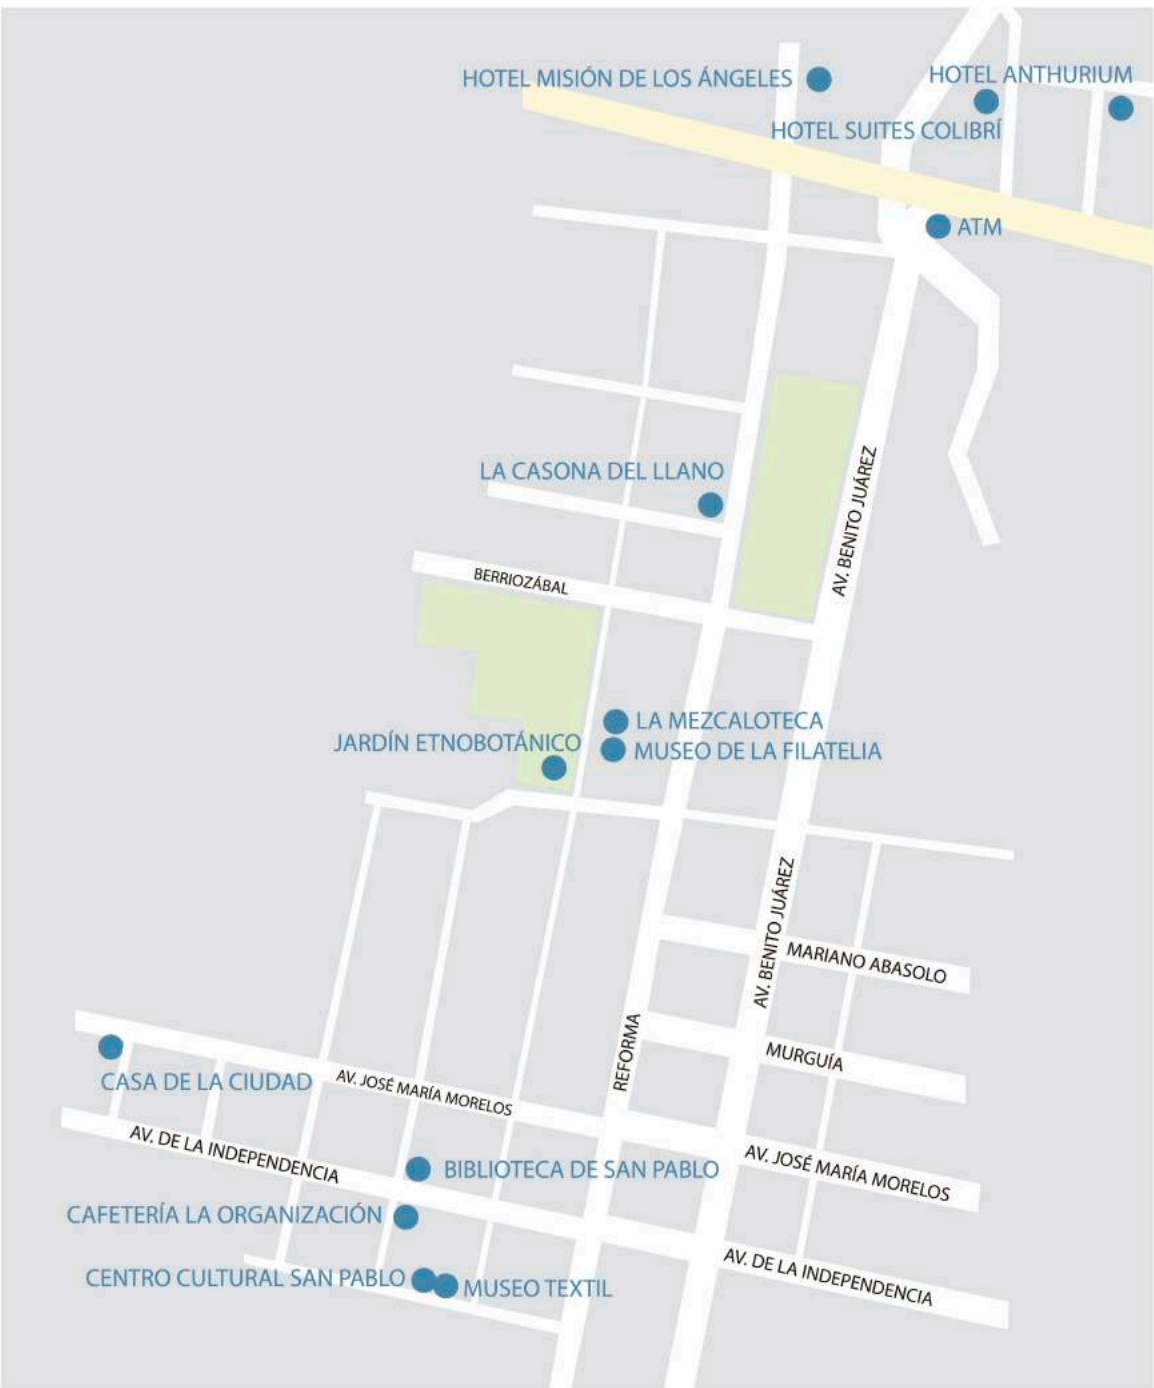 HOTEL MISIÓN DE LOS ÁNGELES
HOTEL ANTHURIUM
HOTEL SUITES COLIBRÍ
ATM
LA CASONA DEL LLANO
AV. BENITO JUÁREZ
BERRIOZÁBAL
LA MEZCALOTECA
JARDÍN ETNOBOTÁNICO
MUSEO DE LA FILATELIA
AV. BENITO JUÁREZ
MARIANO ABASOLO
REFORMA
MURGUÍA
CASA DE LA CIUDAD
AV. JOSÉ MARÍA MORELOS
AV. DE LA INDEPENDENCIA
BIBLIOTECA DE SAN PABLO
AV. JOSÉ MARÍA MORELOS
CAFETERÍA LA ORGANIZACIÓN
CENTRO CULTURAL SAN PABLO
MUSEO TEXTIL
AV. DE LA INDEPENDENCIA